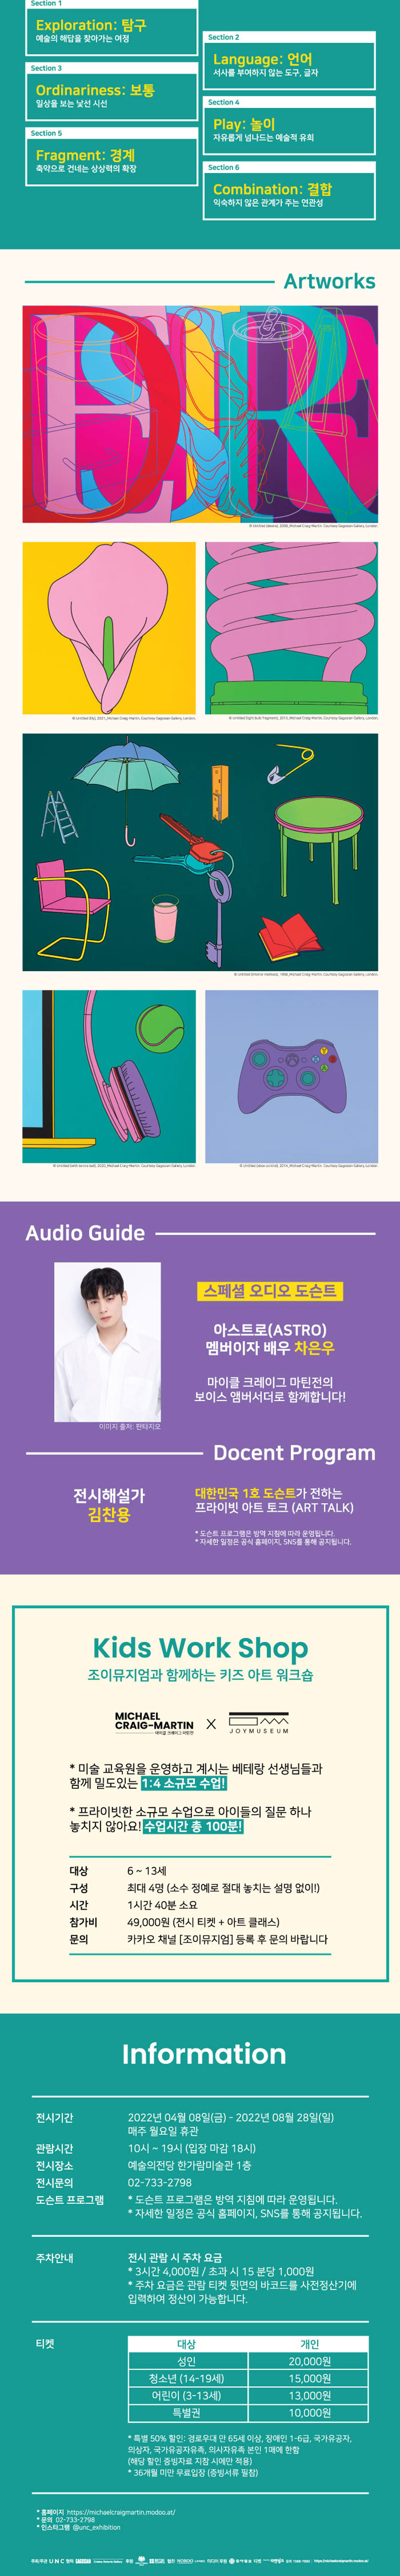 Section 1
Exploration: 탐구
예술의 해답을 찾아가는 여정
Section 2
Language: 언어
서사를 부여하지 않는 도구, 글자
Section 3
Ordinariness: 보통
일상을 보는 낯선 시선
Section 4
Play: 놀이
자유롭게 넘나드는 예술적 유희
Section 5
Fragment: 경계
축약으로 건네는 상상력의 확장
Section 6
Combination: 결합
익숙하지 않은 관계가 주는 연관성
Artworks
Audio Guide
스페셜 오디오 도슨트
아스트로(ASTRO)
멤버이자 배우 차은우
마이클 크레이그 마틴전의
보이스 앰버서더로 함께합니다!
이미지 출처: 판타지오
Docent Program
전시해설가
김찬용
대한민국 1호 도슨트가 전하는
프라이빗 아트 토크 (ART TALK)
* 도슨트 프로그램은 방역 지침에 따라 운영됩니다.
* 자세한 일정은 공식 홈페이지, SNS를 통해 공지됩니다.
Kids Work Shop
조이뮤지엄과 함께하는 키즈 아트 워크숍
MICHAEL
CRAIG-MARTIN
마이클 크레이그 마틴전
X
JOYMUSEUM
* 미술 교육원을 운영하고 계시는 베테랑 선생님들과
함께 밀도있는 1:4 소규모 수업!
* 프라이빗한 소규모 수업으로 아이들의 질문 하나
놓치지 않아요! 수업시간 총 100분!
대상 6 ~ 13세
구성 최대 4명 (소수 정예로 절대 놓치는 설명 없이!)
시간 1시간 40분 소요
참가비 49,000원 (전시 티켓 + 아트 클래스)
문의 카카오 채널 [조이뮤지엄] 등록 후 문의 바랍니다
Information
전시기간 2022년 04월 08일(금) - 2022년 08월 28일(일)
매주 월요일 휴관
관람시간 10시 ~ 19시 (입장 마감 18시)
전시장소 예술의전당 한가람미술관 1층
전시문의 02-733-2798
도슨트 프로그램 * 도슨트 프로그램은 방역 지침에 따라 운영됩니다.
* 자세한 일정은 공식 홈페이지, SNS를 통해 공지됩니다.
주차안내 전시 관람 시 주차 요금
* 3시간 4,000원 / 초과 시 15 분당 1,000원
* 주차 요금은 관람 티켓 뒷면의 바코드를 사전정산기에
입력하여 정산이 가능합니다.
티켓 대상 개인
성인 20,000원
청소년 (14-19세) 15,000원
어린이 (3-13세) 13,000원
특별권 10,000원
* 특별 50% 할인: 경로우대 만 65세 이상, 장애인 1-6급, 국가유공자,
의상자, 국가유공자유족, 의사자유족 본인 1매에 한함
(해당 할인 증빙자료 지참 시에만 적용)
* 36개월 미만 무료입장 (증빙서류 필참)
* 홈페이지 https://michaelcraigmartin.modoo.at/
* 문의 02-733-2798
* 인스타그램 @unc_exhibition